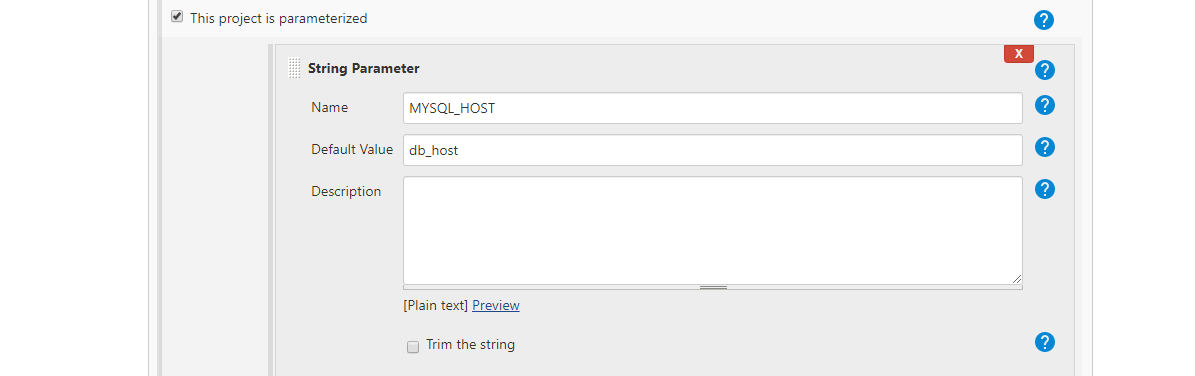 This project is parameterized
?
X
String Parameter
?
Name
MYSQL_HOST
?
Default Value
db_host
?
Description
?
[Plain text] Preview
Trim the string
?